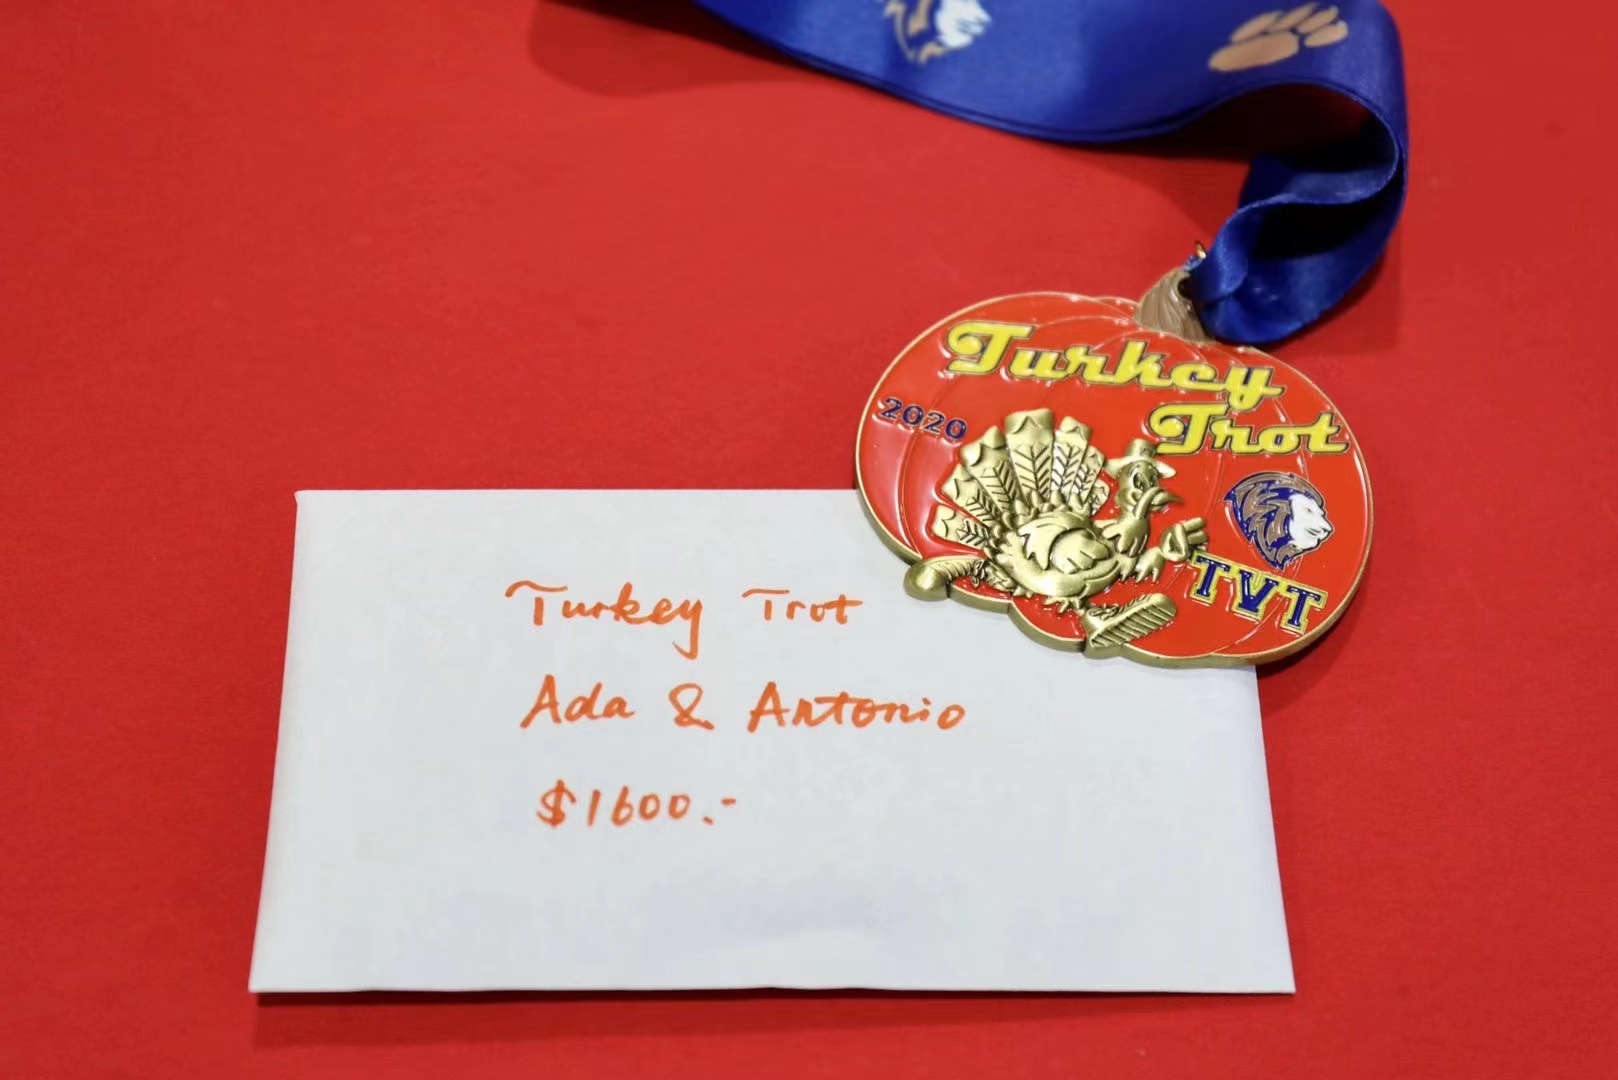 Turkey
Trot
2020
TVT
Turkey Trot
Ada & Antonio
$1600.-